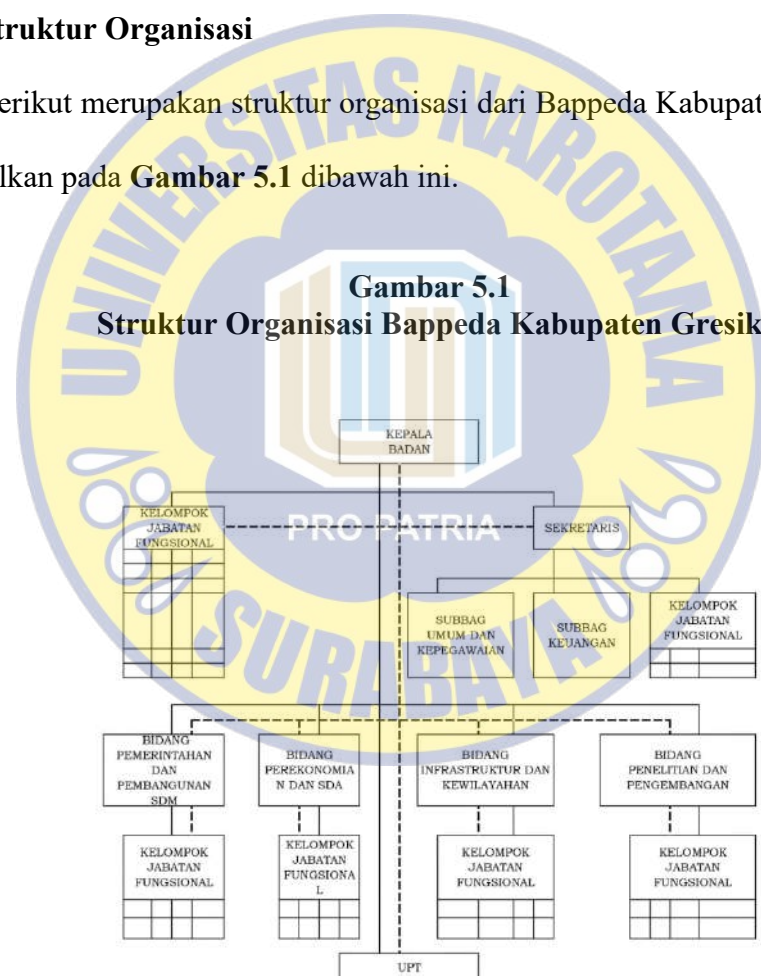 truktur Organisasi
erikut merupakan struktur organisasi dari Bappeda Kabupat
lkan pada Gambar 5.1 dibawah ini.
Gambar 5.1
Struktur Organisasi Bappeda Kabupaten Gresik
UNIVERSITAS NAROTAMA
PRO PATRIA
SURABAYA
KEPALA
BADAN
KELOMPOK
JABATAN
FUNGSIONAL
SEKRETARIS
SUBBAG
UMUM DAN
KEPEGAWAIAN
SUBBAG
KEUANGAN
KELOMPOK
JABATAN
FUNGSIONAL
BIDANG
PEMERINTAHAN
DAN
PEMBANGUNAN
SDM
BIDANG
PEREKONOMIA
N DAN SDA
BIDANG
INFRASTRUKTUR DAN
KEWILAYAHAN
BIDANG
PENELITIAN DAN
PENGEMBANGAN
KELOMPOK
JABATAN
FUNGSIONAL
KELOMPOK
JABATAN
FUNGSIONA
L
KELOMPOK
JABATAN
FUNGSIONAL
KELOMPOK
JABATAN
FUNGSIONAL
UPT